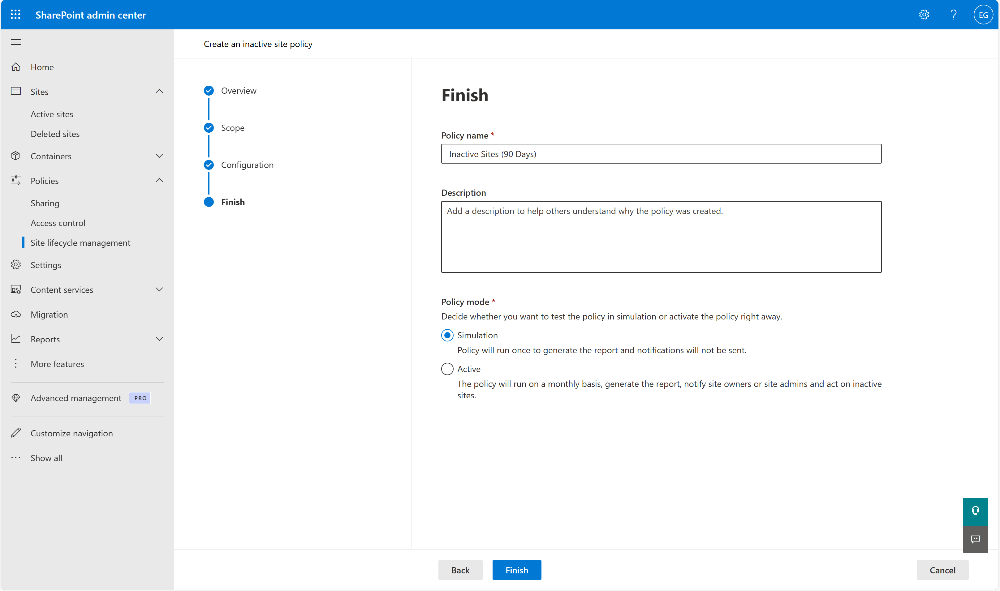 SharePoint admin center
EG
Create an inactive site policy
Home
Sites
Active sites
Deleted sites
Containers
Policies
Sharing
Access control
Site lifecycle management
Settings
Content services
Migration
Reports
More features
Advanced management PRO
Customize navigation
Show all
Overview
Scope
Configuration
Finish
Finish
Policy name *
Inactive Sites (90 Days)
Description
Add a description to help others understand why the policy was created.
Policy mode *
Decide whether you want to test the policy in simulation or activate the policy right away.
Simulation
Policy will run once to generate the report and notifications will not be sent.
Active
The policy will run on a monthly basis, generate the report, notify site owners or site admins and act on inactive
sites.
Back
Finish
Cancel